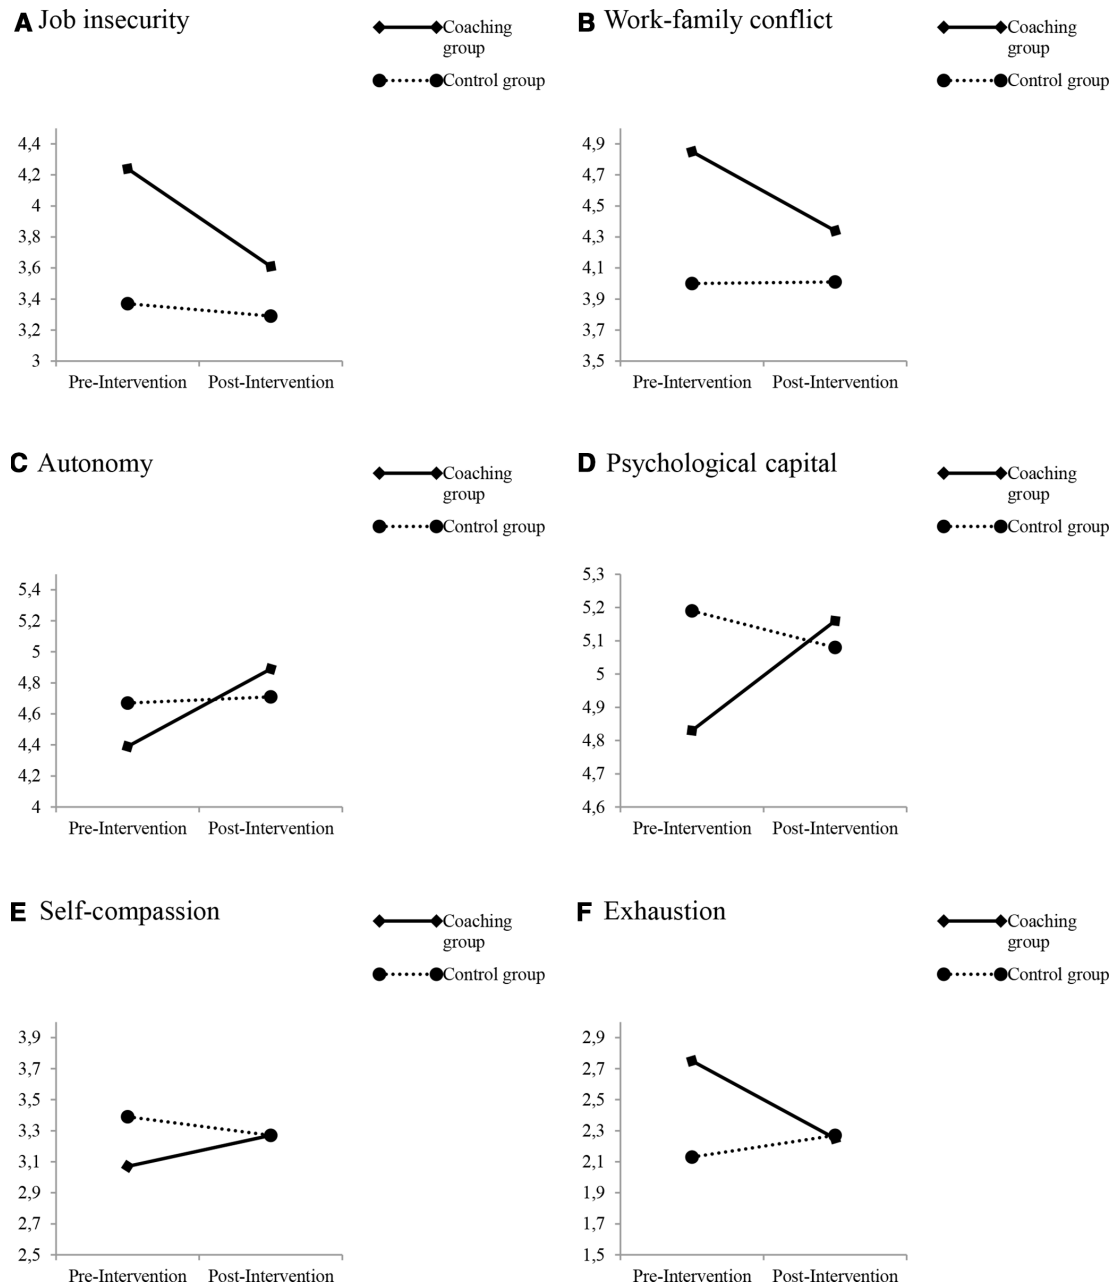 A Job insecurity
Coaching
group
Control group
4,4
4,2
4
3,8
3,6
3,4
3,2
3
Pre-Intervention Post-Intervention
B Work-family conflict
Coaching
group
Control group
4,9
4,7
4,5
4,3
4,1
3,9
3,7
3,5
Pre-Intervention Post-Intervention
C Autonomy
Coaching
group
Control group
5,4
5,2
5
4,8
4,6
4,4
4,2
4
Pre-Intervention Post-Intervention
D Psychological capital
Coaching
group
Control group
5,3
5,2
5,1
5
4,9
4,8
4,7
4,6
Pre-Intervention Post-Intervention
E Self-compassion
Coaching
group
Control group
3,9
3,7
3,5
3,3
3,1
2,9
2,7
2,5
Pre-Intervention Post-Intervention
F Exhaustion
Coaching
group
Control group
2,9
2,7
2,5
2,3
2,1
1,9
1,7
1,5
Pre-Intervention Post-Intervention